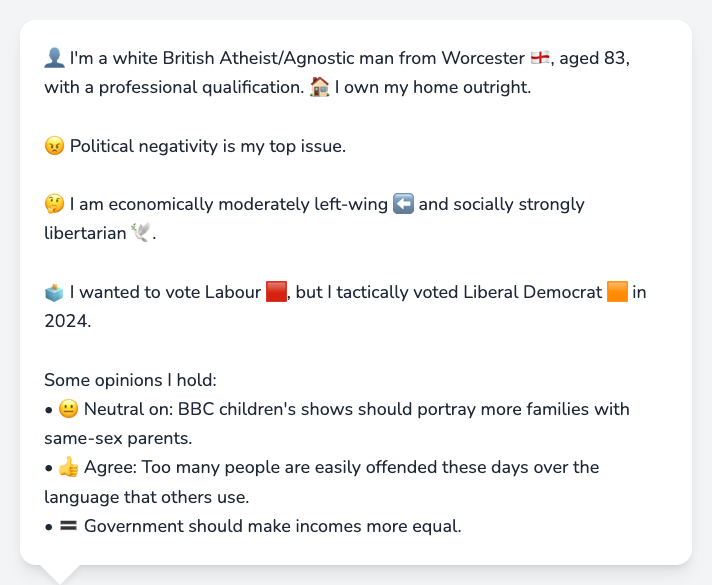 👤 I'm a white British Atheist/Agnostic man from Worcester 🏴󠁧󠁢󠁥󠁮󠁧󠁿, aged 83,
with a professional qualification. 🏠 I own my home outright.
😠 Political negativity is my top issue.
🤔 I am economically moderately left-wing ⬅️ and socially strongly
libertarian 🕊️.
🗳️ I wanted to vote Labour 🟥, but I tactically voted Liberal Democrat 🟧 in
2024.
Some opinions I hold:
• 😐 Neutral on: BBC children's shows should portray more families with
same-sex parents.
• 👍 Agree: Too many people are easily offended these days over the
language that others use.
• 🟰 Government should make incomes more equal.